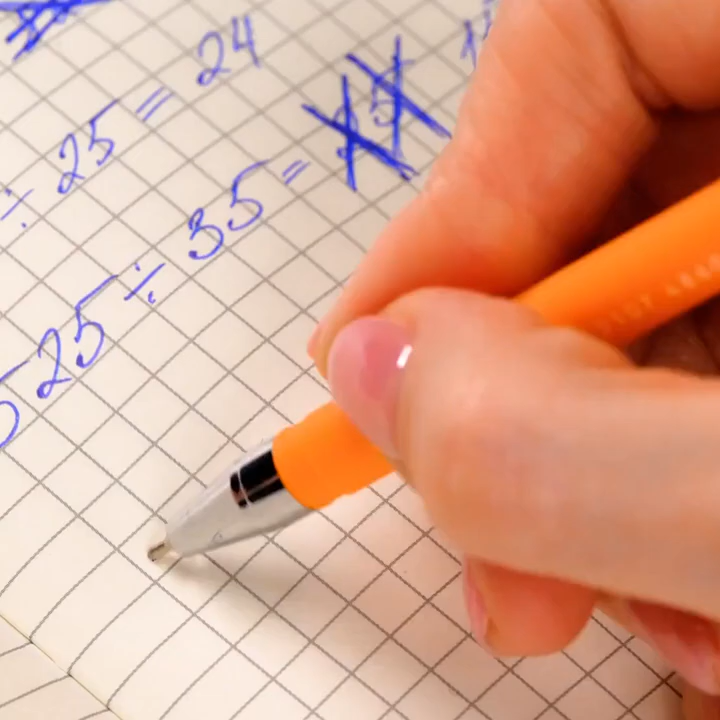 ÷ 25 = 24
525 ÷ 35 =